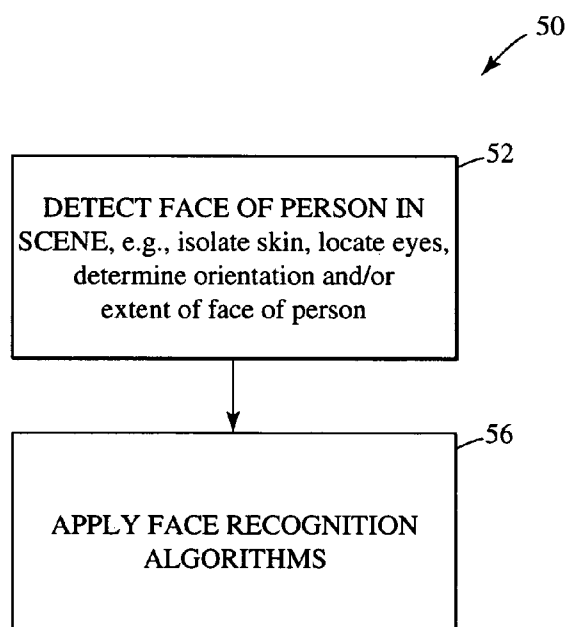 50
52
DETECT FACE OF PERSON IN
SCENE, e.g., isolate skin, locate eyes,
determine orientation and/or
extent of face of person
56
APPLY FACE RECOGNITION
ALGORITHMS